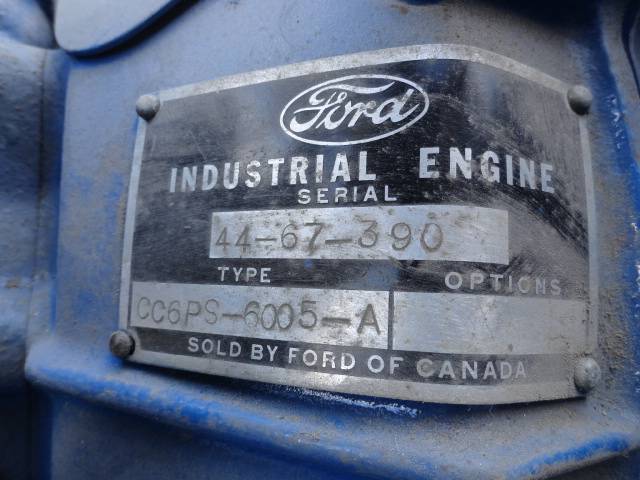 Ford
INDUSTRIAL ENGINE
SERIAL
44-67-390
TYPE OPTIONS
CC6PS-6005-A
SOLD BY FORD OF CANADA